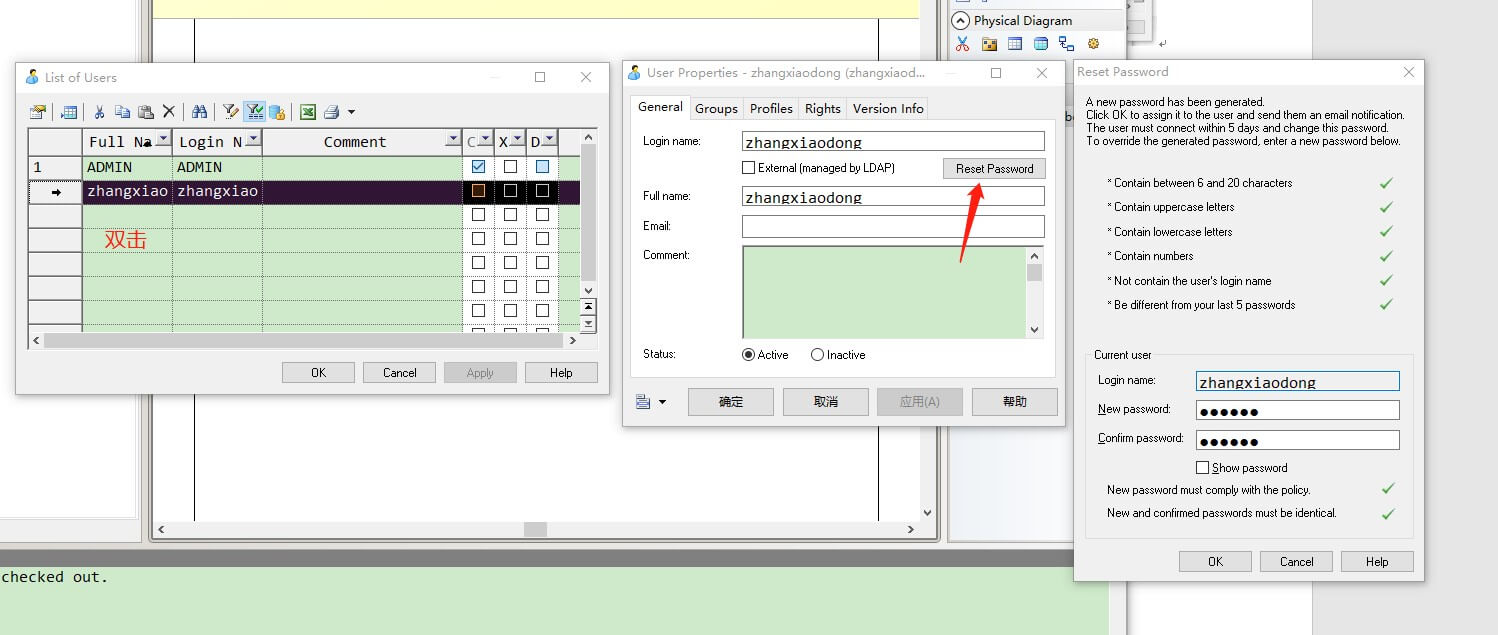 Physical Diagram
List of Users
Full Na
Login N
Comment
C
X
D
1
ADMIN
ADMIN
zhangxiao
zhangxiao
双击
OK
Cancel
Apply
Help
User Properties - zhangxiaodong (zhangxiaod...
General
Groups
Profiles
Rights
Version Info
Login name:
zhangxiaodong
External (managed by LDAP)
Reset Password
Full name:
zhangxiaodong
Email:
Comment:
Status:
Active
Inactive
确定
取消
应用(A)
帮助
Reset Password
A new password has been generated.
Click OK to assign it to the user and send them an email notification.
The user must connect within 5 days and change this password.
To override the generated password, enter a new password below.
* Contain between 6 and 20 characters
* Contain uppercase letters
* Contain lowercase letters
* Contain numbers
* Not contain the user's login name
* Be different from your last 5 passwords
Current user
Login name:
zhangxiaodong
New password:
●●●●●●
Confirm password:
●●●●●●
Show password
New password must comply with the policy.
New and confirmed passwords must be identical.
OK
Cancel
Help
checked out.